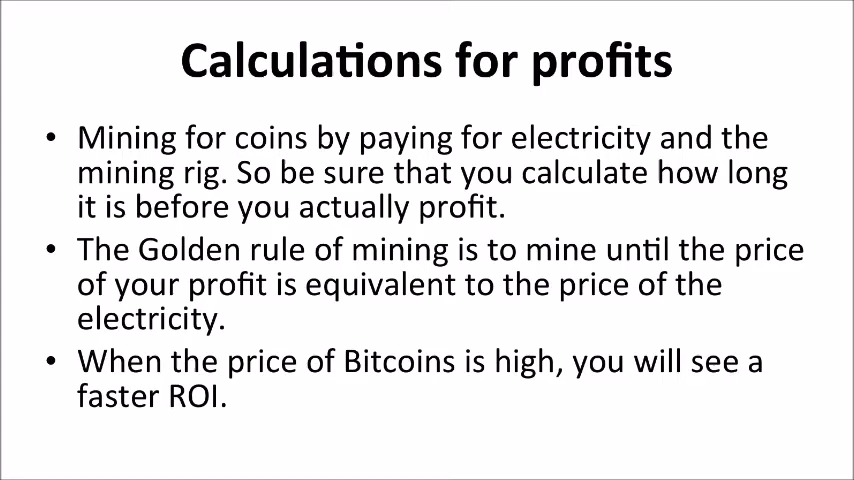 Calculations for profits
• Mining for coins by paying for electricity and the
mining rig. So be sure that you calculate how long
it is before you actually profit.
• The Golden rule of mining is to mine until the price
of your profit is equivalent to the price of the
electricity.
• When the price of Bitcoins is high, you will see a
faster ROI.